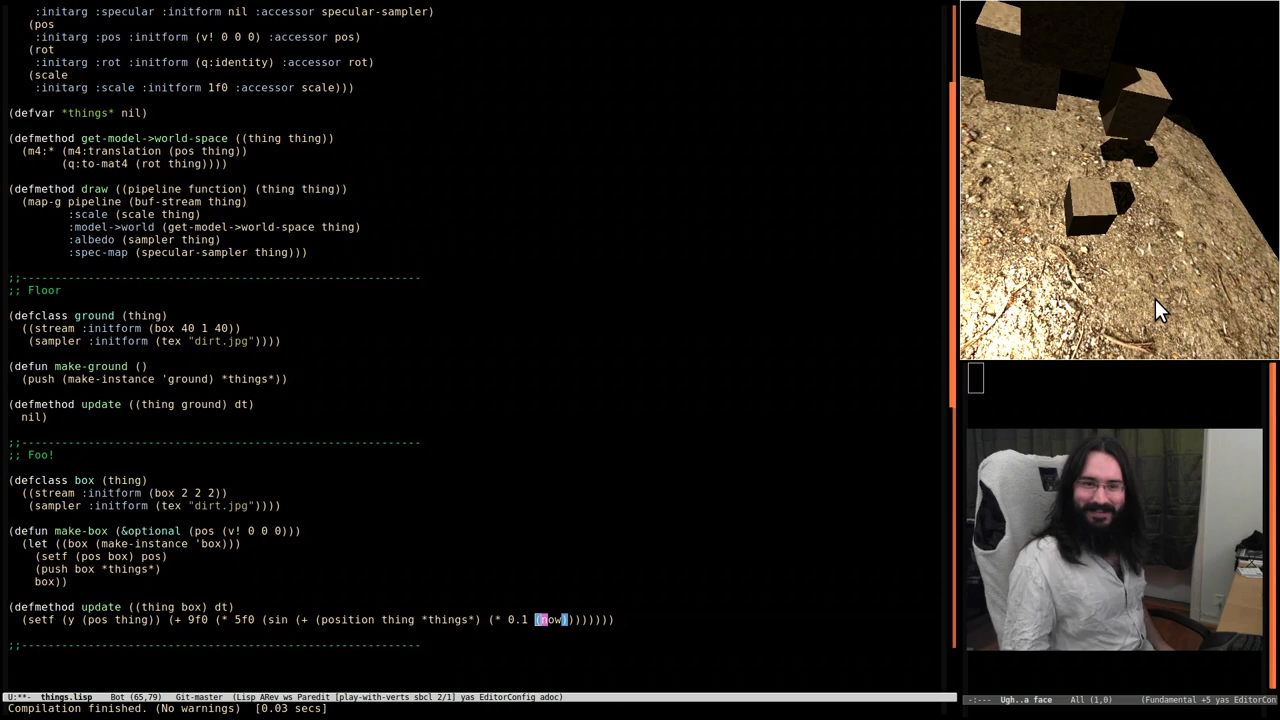 :initarg :specular :initform nil :accessor specular-sampler)
(pos
:initarg :pos :initform (v! 0 0 0) :accessor pos)
(rot
:initarg :rot :initform (q:identity) :accessor rot)
(scale
:initarg :scale :initform 1f0 :accessor scale)))
(defvar *things* nil)
(defmethod get-model->world-space ((thing thing))
(m4:* (m4:translation (pos thing))
(q:to-mat4 (rot thing))))
(defmethod draw ((pipeline function) (thing thing))
(map-g pipeline (buf-stream thing)
:scale (scale thing)
:model->world (get-model->world-space thing)
:albedo (sampler thing)
:spec-map (specular-sampler thing)))
;;------------------------------------------------------------
;; Floor
(defclass ground (thing)
((stream :initform (box 40 1 40))
(sampler :initform (tex "dirt.jpg"))))
(defun make-ground ()
(push (make-instance 'ground) *things*))
(defmethod update ((thing ground) dt)
nil)
;;------------------------------------------------------------
;; Foo!
(defclass box (thing)
((stream :initform (box 2 2 2))
(sampler :initform (tex "dirt.jpg"))))
(defun make-box (&optional (pos (v! 0 0 0)))
(let ((box (make-instance 'box)))
(setf (pos box) pos)
(push box *things*)
box))
(defmethod update ((thing box) dt)
(setf (y (pos thing)) (+ 9f0 (* 5f0 (sin (+ (position thing *things*) (* 0.1 (now))))))))
;;------------------------------------------------------------
U:**- things.lisp Bot (65,79) Git-master (Lisp ARev ws Paredit [play-with-verts sbcl 2/1] yas EditorConfig adoc)
Compilation finished. (No warnings) [0.03 secs]
-:--- Ugh..a face All (1,0) (Fundamental +5 yas EditorCon